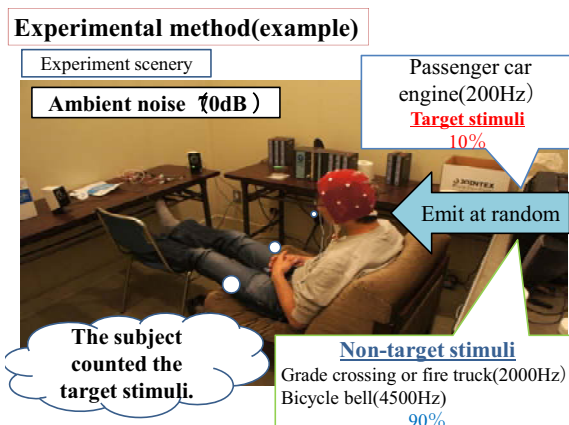 Experimental method(example)
Experiment scenery
Ambient noise（70dB）
Passenger car
engine(200Hz）
Target stimuli
10%
JOINTEX
Emit at random
The subject
counted the
target stimuli.
Non-target stimuli
Grade crossing or fire truck(2000Hz）
Bicycle bell(4500Hz)
90%